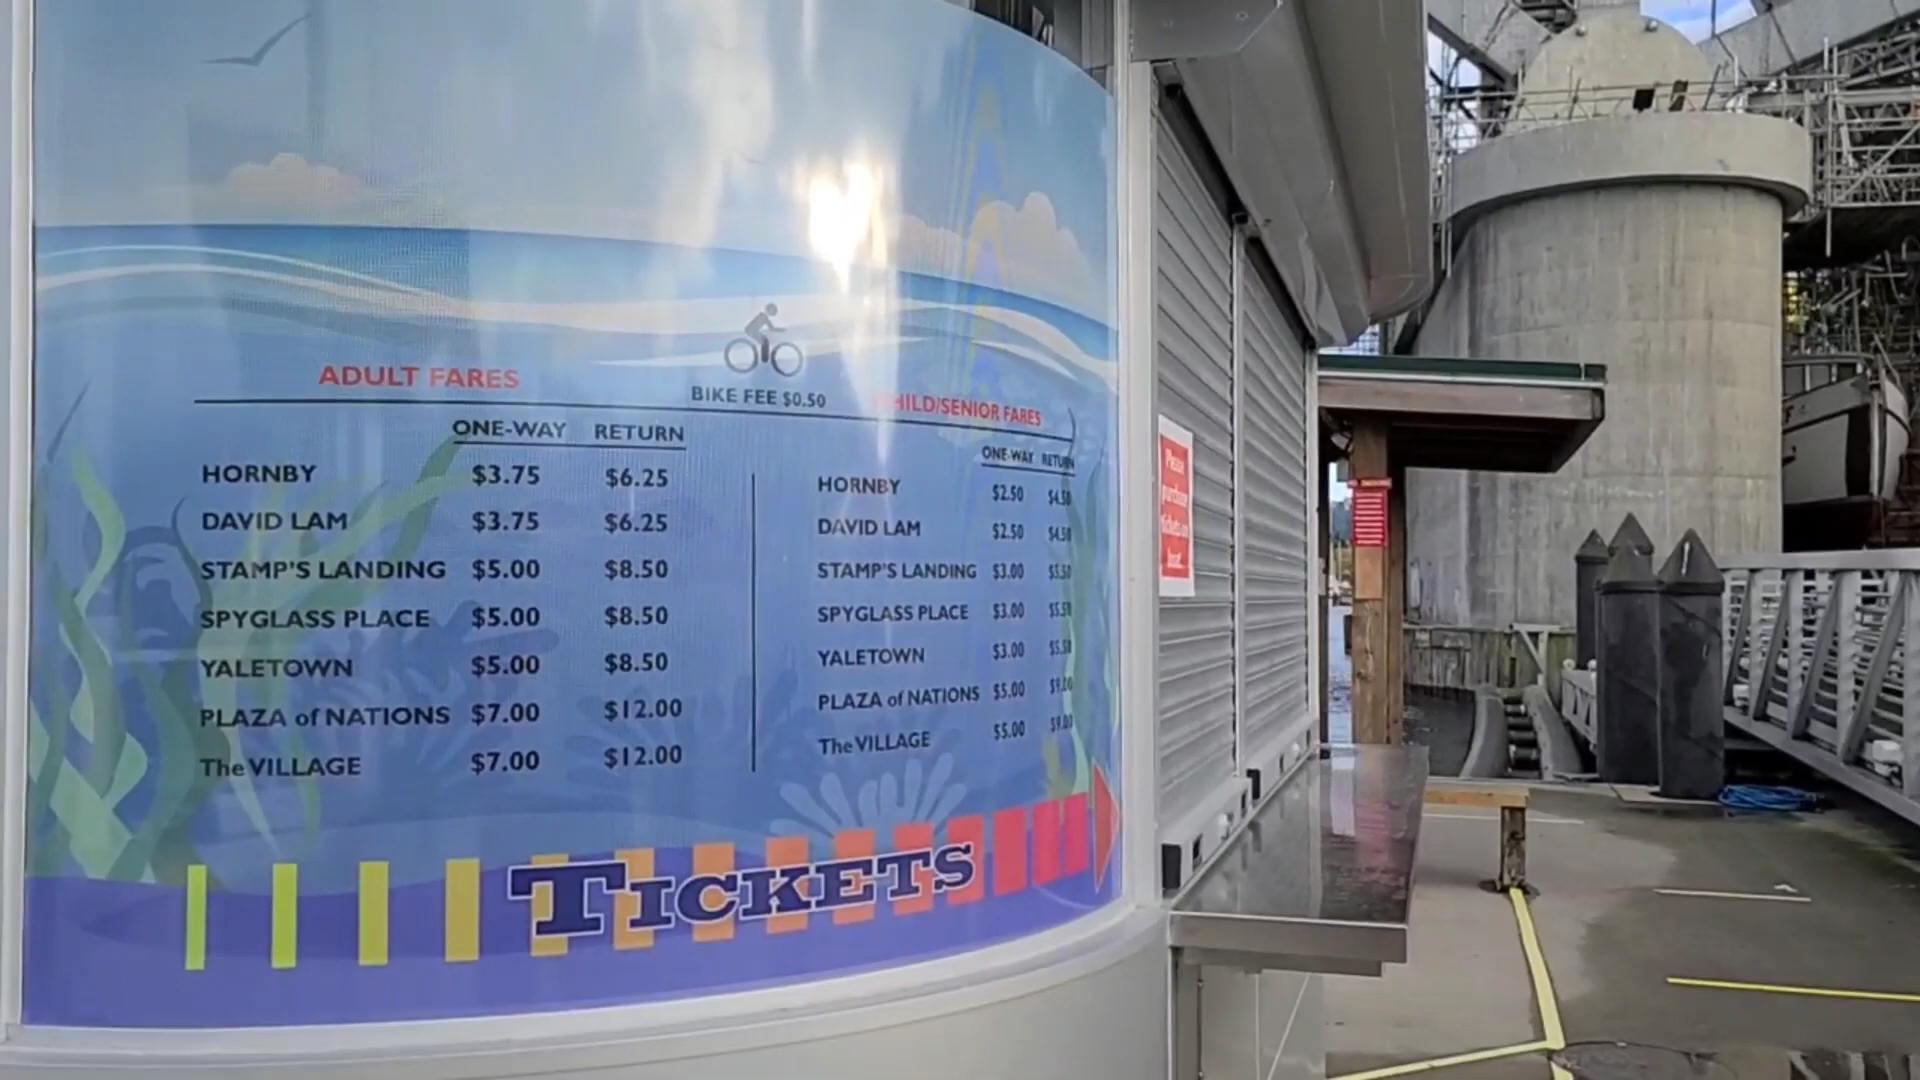 ADULT FARES
ONE-WAY RETURN
HORNBY $3.75 $6.25
DAVID LAM $3.75 $6.25
STAMP'S LANDING $5.00 $8.50
SPYGLASS PLACE $5.00 $8.50
YALETOWN $5.00 $8.50
PLAZA of NATIONS $7.00 $12.00
The VILLAGE $7.00 $12.00
BIKE FEE $0.50
CHILD/SENIOR FARES
ONE-WAY RETURN
HORNBY $2.50 $4.50
DAVID LAM $2.50 $4.50
STAMP'S LANDING $3.00 $5.50
SPYGLASS PLACE $3.00 $5.50
YALETOWN $3.00 $5.50
PLAZA of NATIONS $5.00 $9.00
The VILLAGE $5.00 $9.00
TICKETS
Please
purchase
tickets on
boat.